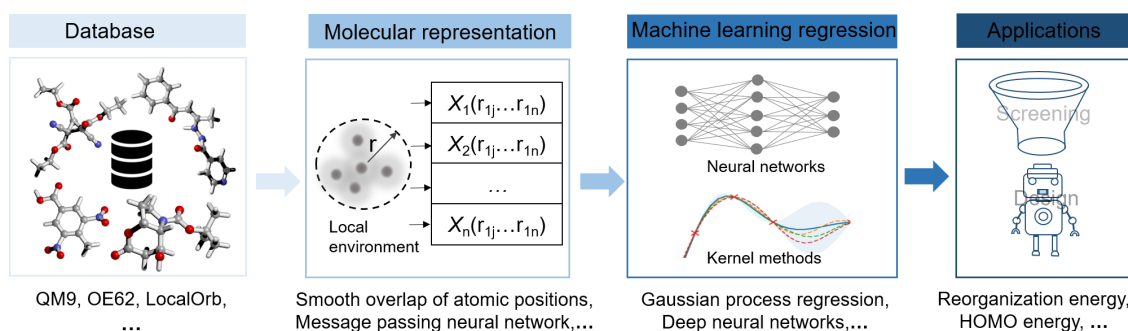 Database
Molecular representation
Machine learning regression
Applications
r
Local
environment
X1(r1j…r1n)
X2(r1j…r1n)
…
Xn(r1j…r1n)
Neural networks
Kernel methods
Screening
Design
QM9, OE62, LocalOrb,
…
Smooth overlap of atomic positions,
Message passing neural network,…
Gaussian process regression,
Deep neural networks,…
Reorganization energy,
HOMO energy, …